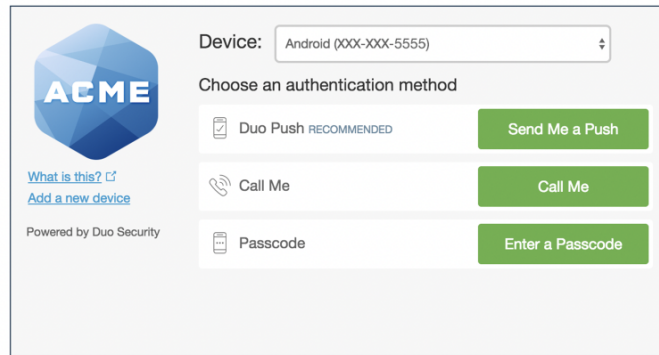 ACME
What is this?
Add a new device
Powered by Duo Security
Device: Android (XXX-XXX-5555)
Choose an authentication method
Duo Push RECOMMENDED Send Me a Push
Call Me Call Me
Passcode Enter a Passcode